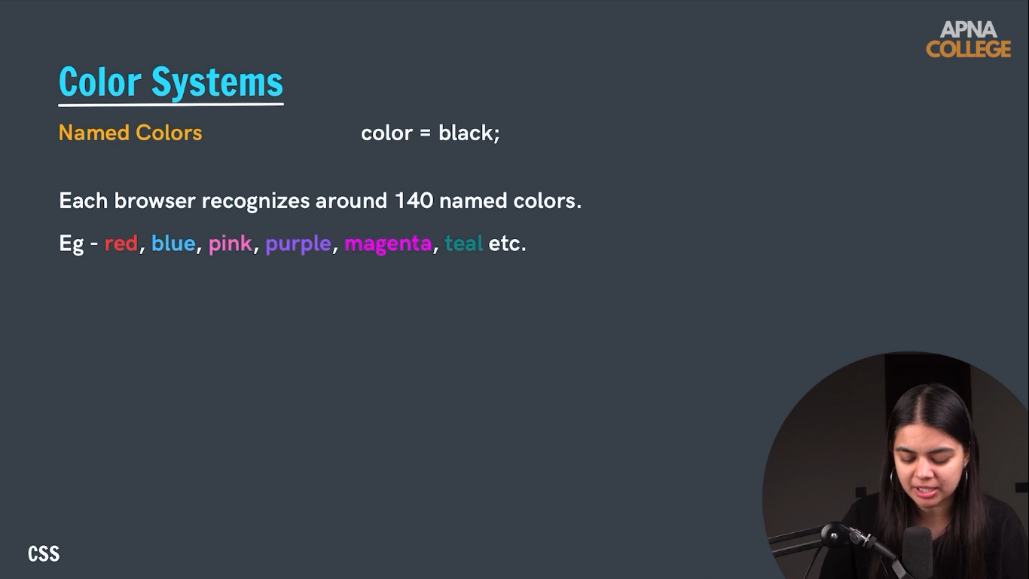 APNA
COLLEGE
Color Systems
Named Colors color = black;
Each browser recognizes around 140 named colors.
Eg - red, blue, pink, purple, magenta, teal etc.
CSS